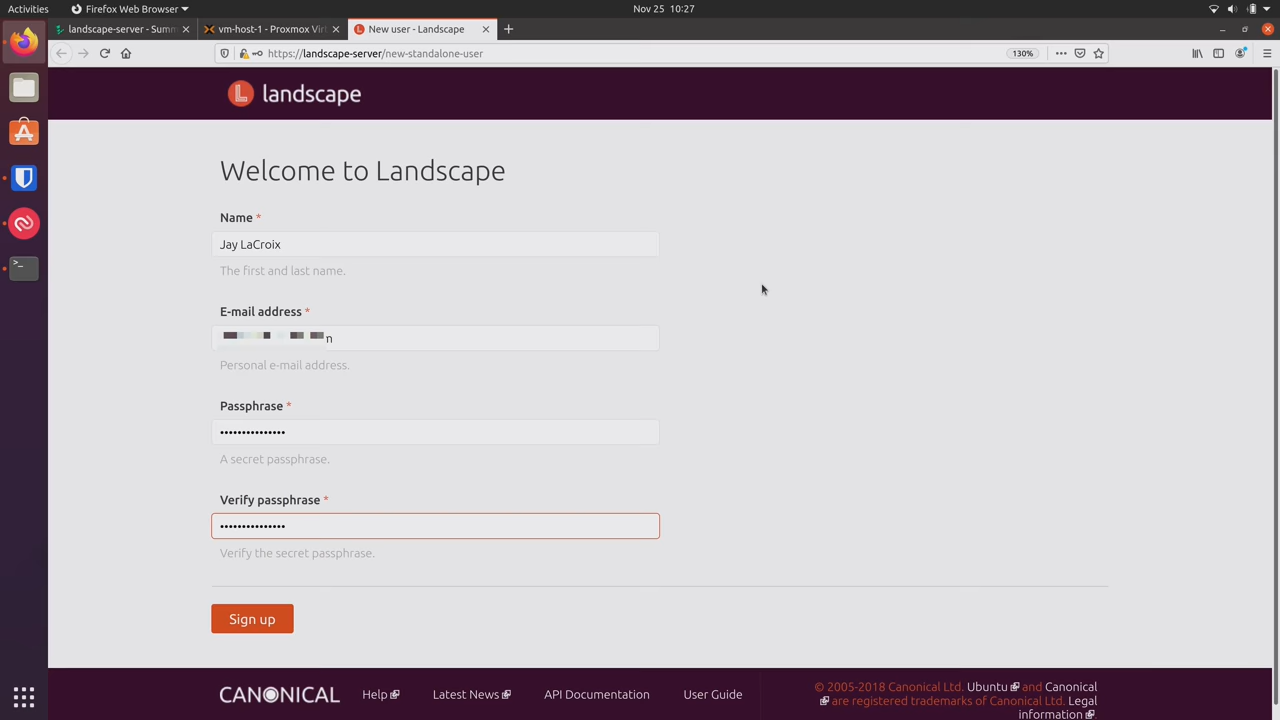 Activities
Firefox Web Browser
Nov 25 10:27
landscape-server - Summ
vm-host-1 - Proxmox Virt
New user - Landscape
https://landscape-server/new-standalone-user
130%
landscape
Welcome to Landscape
Name *
Jay LaCroix
The first and last name.
E-mail address *
n
Personal e-mail address.
Passphrase *
•••••••••••••••
A secret passphrase.
Verify passphrase *
•••••••••••••••
Verify the secret passphrase.
Sign up
CANONICAL
Help
Latest News
API Documentation
User Guide
© 2005-2018 Canonical Ltd. Ubuntu and Canonical
are registered trademarks of Canonical Ltd. Legal
information